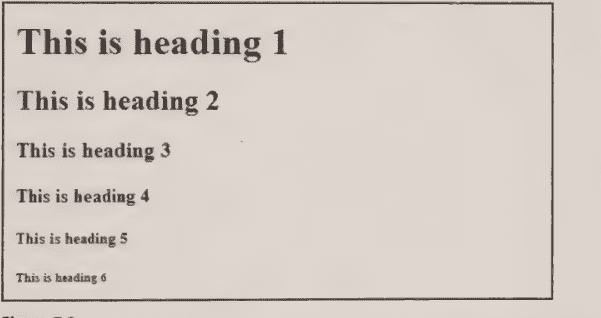 This is heading 1
This is heading 2
This is heading 3
This is heading 4
This is heading 5
This is heading 6